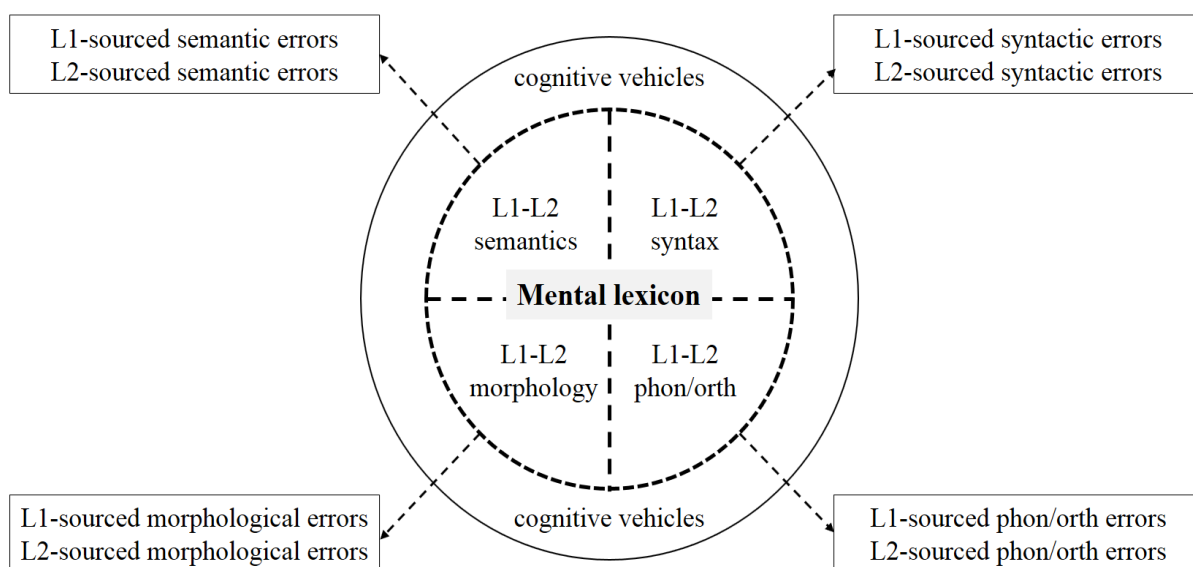 L1-sourced semantic errors
L2-sourced semantic errors
L1-sourced syntactic errors
L2-sourced syntactic errors
cognitive vehicles
L1-L2
semantics
L1-L2
syntax
Mental lexicon
L1-L2
morphology
L1-L2
phon/orth
cognitive vehicles
L1-sourced morphological errors
L2-sourced morphological errors
L1-sourced phon/orth errors
L2-sourced phon/orth errors